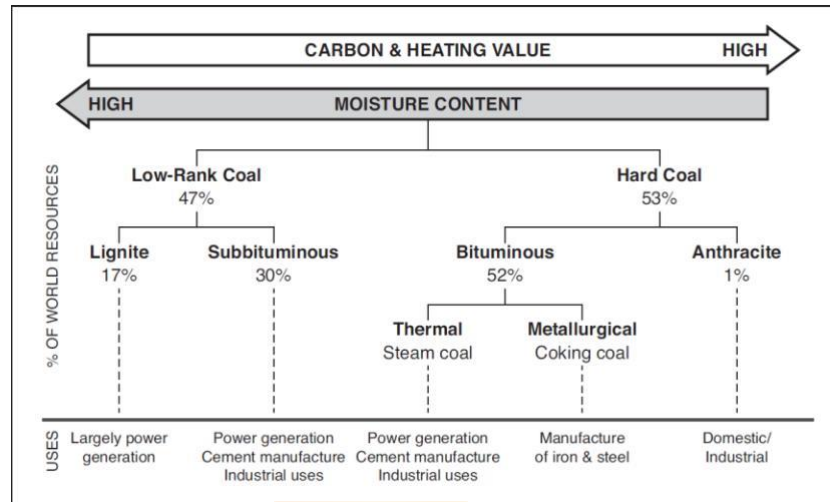 CARBON & HEATING VALUE HIGH
HIGH MOISTURE CONTENT
% OF WORLD RESOURCES
Low-Rank Coal
47%
Hard Coal
53%
Lignite
17%
Subbituminous
30%
Bituminous
52%
Anthracite
1%
Thermal
Steam coal
Metallurgical
Coking coal
USES
Largely power
generation
Power generation
Cement manufacture
Industrial uses
Power generation
Cement manufacture
Industrial uses
Manufacture
of iron & steel
Domestic/
Industrial